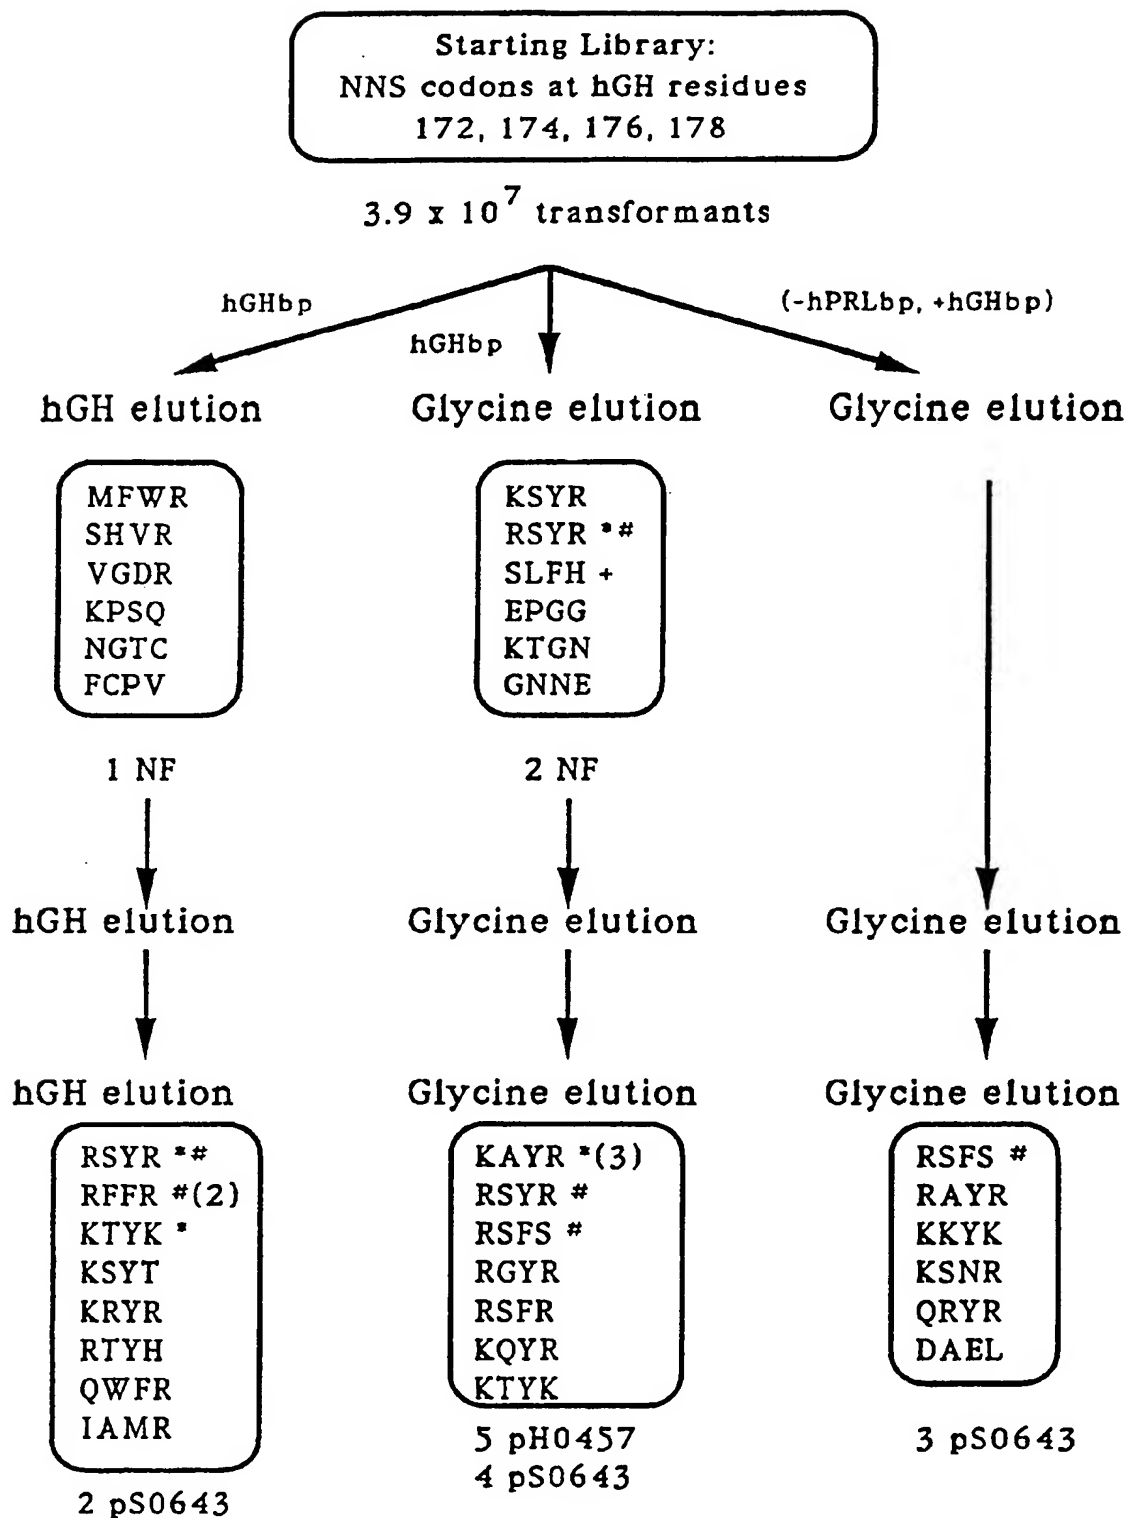 Starting Library:
NNS codons at hGH residues
172, 174, 176, 178
3.9 x 10^7 transformants
hGHbp
hGHbp
(-hPRLbp, +hGHbp)
hGH elution
Glycine elution
Glycine elution
MFWR
SHVR
VGDR
KPSQ
NGTC
FCPV
1 NF
KSYR
RSYR *#
SLFH +
EPGG
KTGN
GNNE
2 NF
hGH elution
Glycine elution
Glycine elution
hGH elution
Glycine elution
Glycine elution
RSYR *#
RFFR #(2)
KTYK *
KSYT
KRYR
RTYH
QWFR
IAMR
2 pS0643
KAYR *(3)
RSYR #
RSFS #
RGYR
RSFR
KQYR
KTYK
5 pH0457
4 pS0643
RSFS #
RAYR
KKYK
KSNR
QRYR
DAEL
3 pS0643